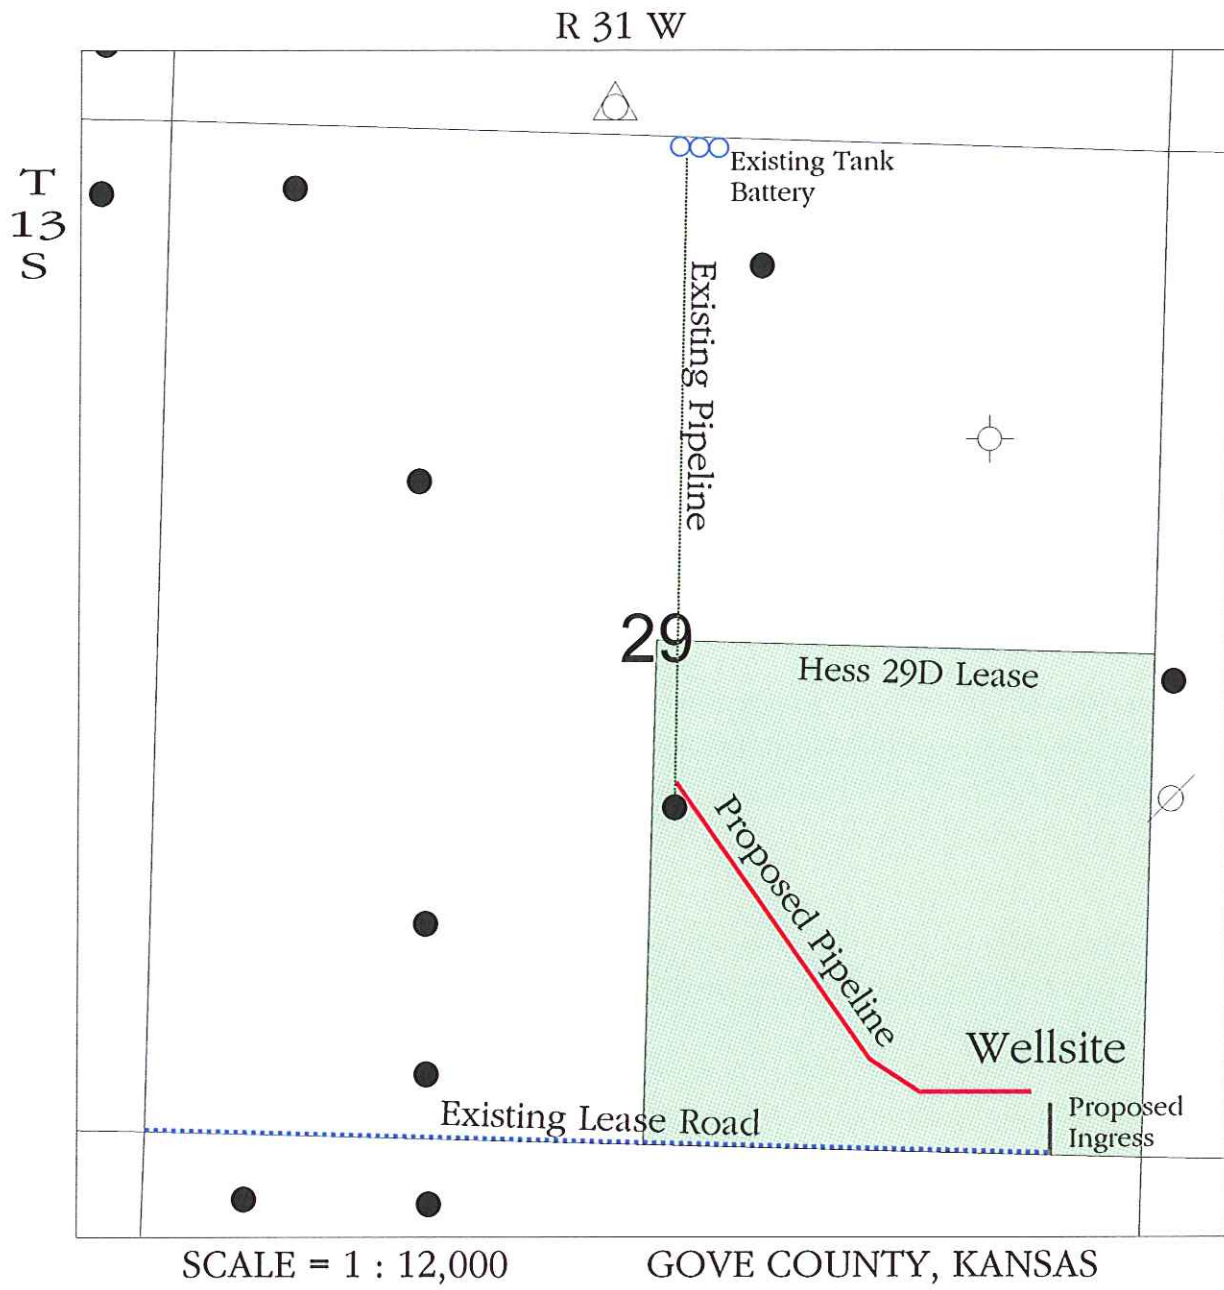 R 31 W
T
13
S
Existing Tank
Battery
Existing Pipeline
29
Hess 29D Lease
Proposed Pipeline
Wellsite
Proposed
Ingress
Existing Lease Road
SCALE = 1 : 12,000
GOVE COUNTY, KANSAS